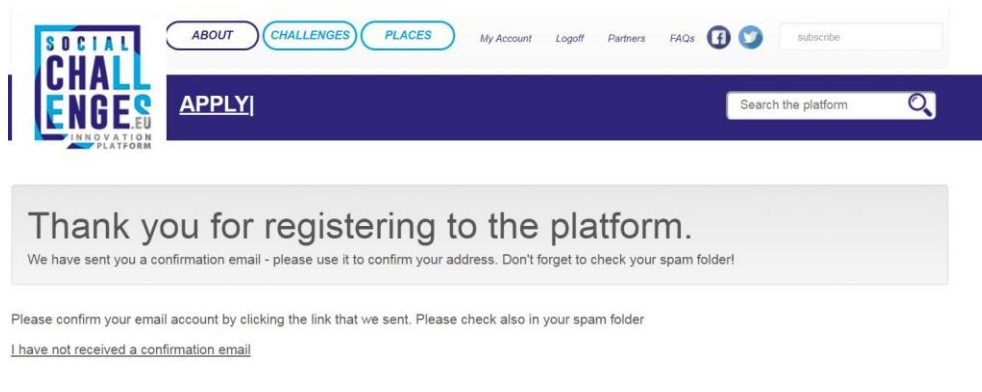 SOCIAL
CHALL
ENGES.EU
INNOVATION
PLATFORM
ABOUT CHALLENGES PLACES My Account Logoff Partners FAQs subscribe
APPLY| Search the platform
Thank you for registering to the platform.
We have sent you a confirmation email - please use it to confirm your address. Don't forget to check your spam folder!
Please confirm your email account by clicking the link that we sent. Please check also in your spam folder
I have not received a confirmation email